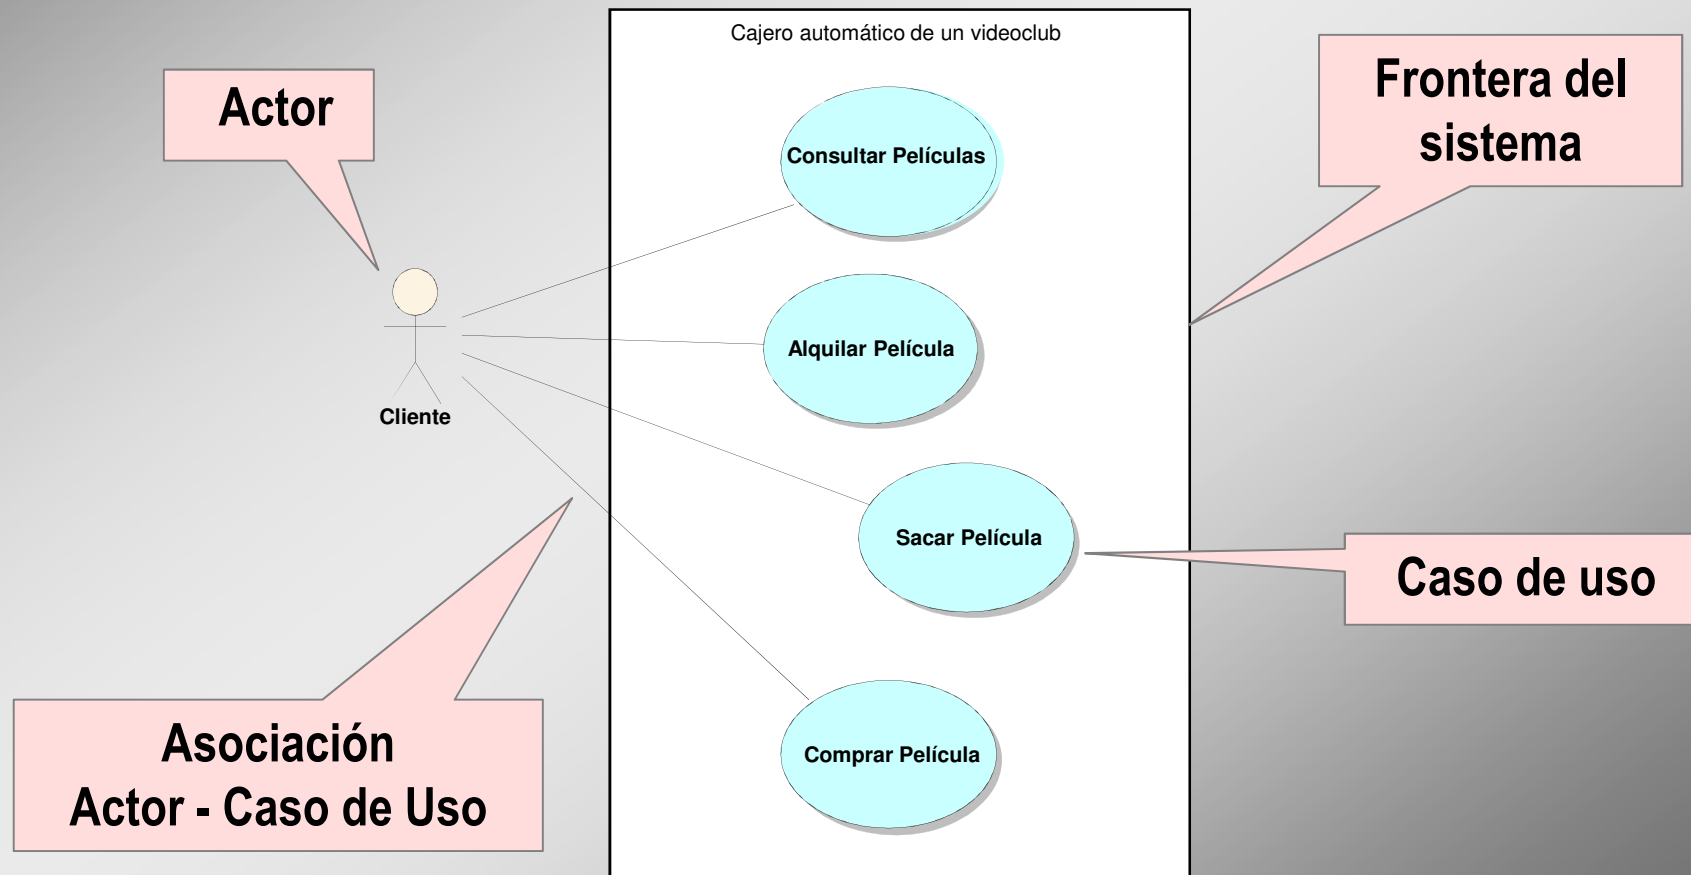 Cajero automático de un videoclub
Actor
Frontera del
sistema
Consultar Películas
Alquilar Película
Cliente
Sacar Película
Caso de uso
Asociación
Actor - Caso de Uso
Comprar Película